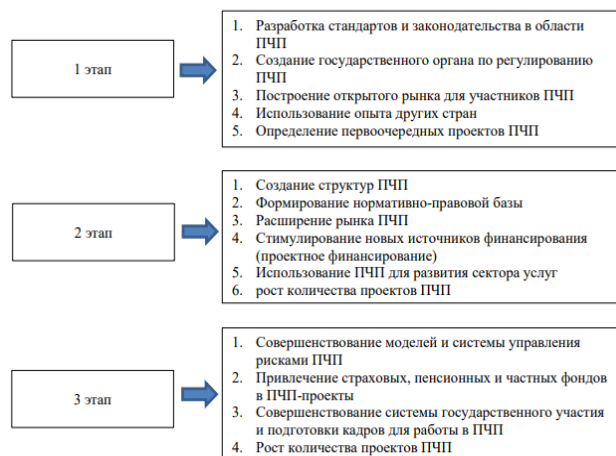 1 этап
1. Разработка стандартов и законодательства в области
ПЧП
2. Создание государственного органа по регулированию
ПЧП
3. Построение открытого рынка для участников ПЧП
4. Использование опыта других стран
5. Определение первоочередных проектов ПЧП
2 этап
1. Создание структур ПЧП
2. Формирование нормативно-правовой базы
3. Расширение рынка ПЧП
4. Стимулирование новых источников финансирования
(проектное финансирование)
5. Использование ПЧП для развития сектора услуг
6. рост количества проектов ПЧП
3 этап
1. Совершенствование моделей и системы управления
рисками ПЧП
2. Привлечение страховых, пенсионных и частных фондов
в ПЧП-проекты
3. Совершенствование системы государственного участия
и подготовки кадров для работы в ПЧП
4. Рост количества проектов ПЧП